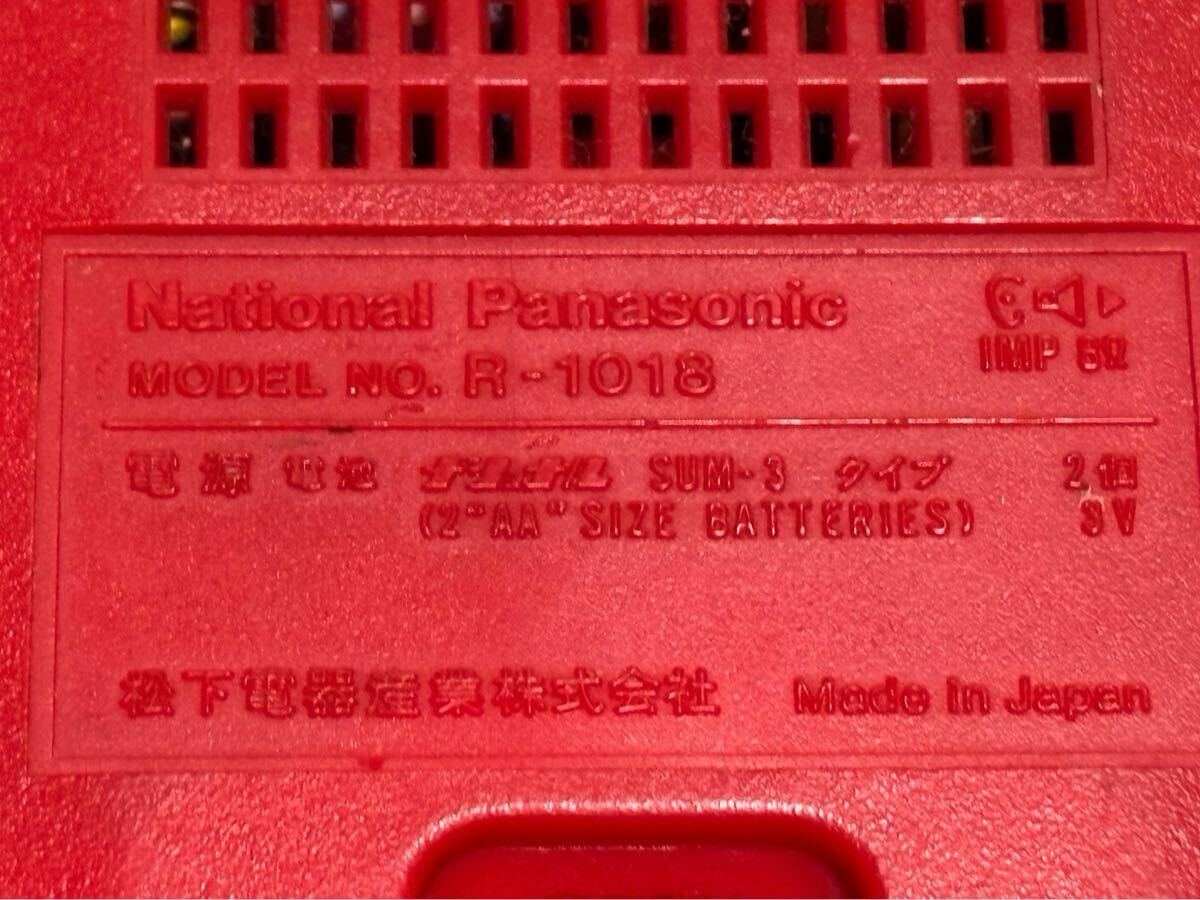 National Panasonic
MODEL NO. R-1018
IMP 8Ω
電源 電池 ナショナル SUM-3 タイプ 2個
(2"AA"SIZE BATTERIES) 3V
松下電器産業株式会社 Made in Japan